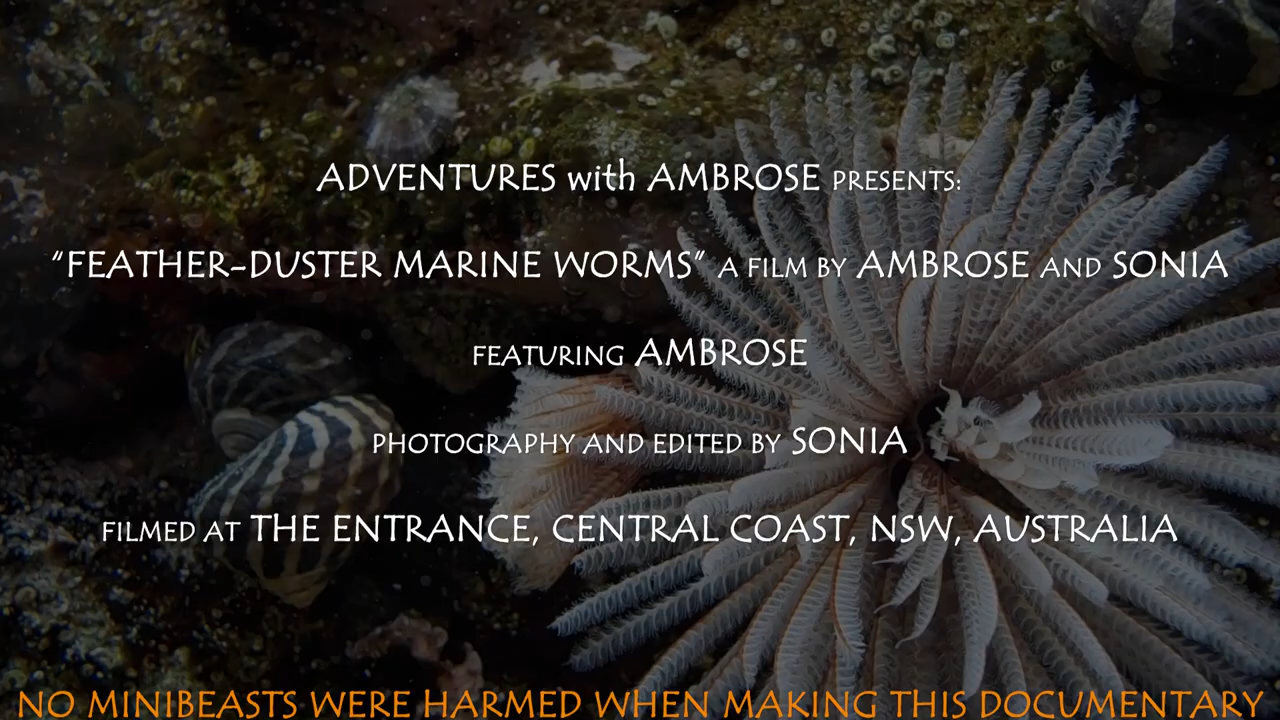 ADVENTURES with AMBROSE PRESENTS:
“FEATHER-DUSTER MARINE WORMS” A FILM BY AMBROSE AND SONIA
FEATURING AMBROSE
PHOTOGRAPHY AND EDITED BY SONIA
FILMED AT THE ENTRANCE, CENTRAL COAST, NSW, AUSTRALIA
NO MINIBEASTS WERE HARMED WHEN MAKING THIS DOCUMENTARY